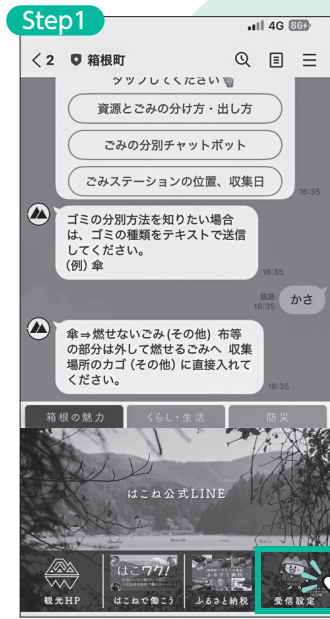 Step1
4G 86
2 箱根町
タップしてください
資源とごみの分け方・出し方
ごみの分別チャットボット
ごみステーションの位置、収集日
16:35
ゴミの分別方法を知りたい場合
は、ゴミの種類をテキストで送信
してください。
(例) 傘
16:35
既読
16:35
かさ
傘⇒燃せないごみ(その他) 布等
の部分は外して燃せるごみへ 収集
場所のカゴ(その他)に直接入れて
ください。
16:35
箱根の魅力 くらし・生活 防災
はこね公式LINE
はこワク!
ふるさと納税
観光HP はこねで働こう ふるさと納税 受信設定